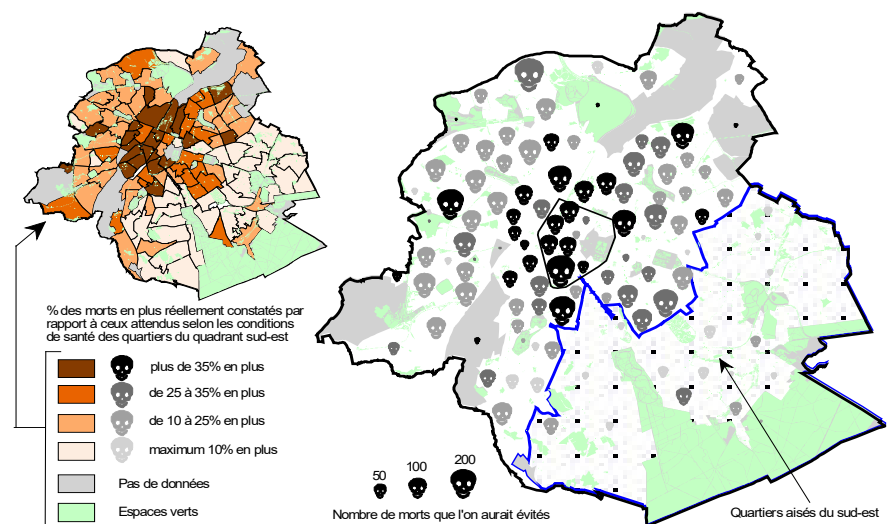 % des morts en plus réellement constatés par
rapport à ceux attendus selon les conditions
de santé des quartiers du quadrant sud-est
plus de 35% en plus
de 25 à 35% en plus
de 10 à 25% en plus
maximum 10% en plus
Pas de données
Espaces verts
50
100
200
Nombre de morts que l'on aurait évités
Quartiers aisés du sud-est